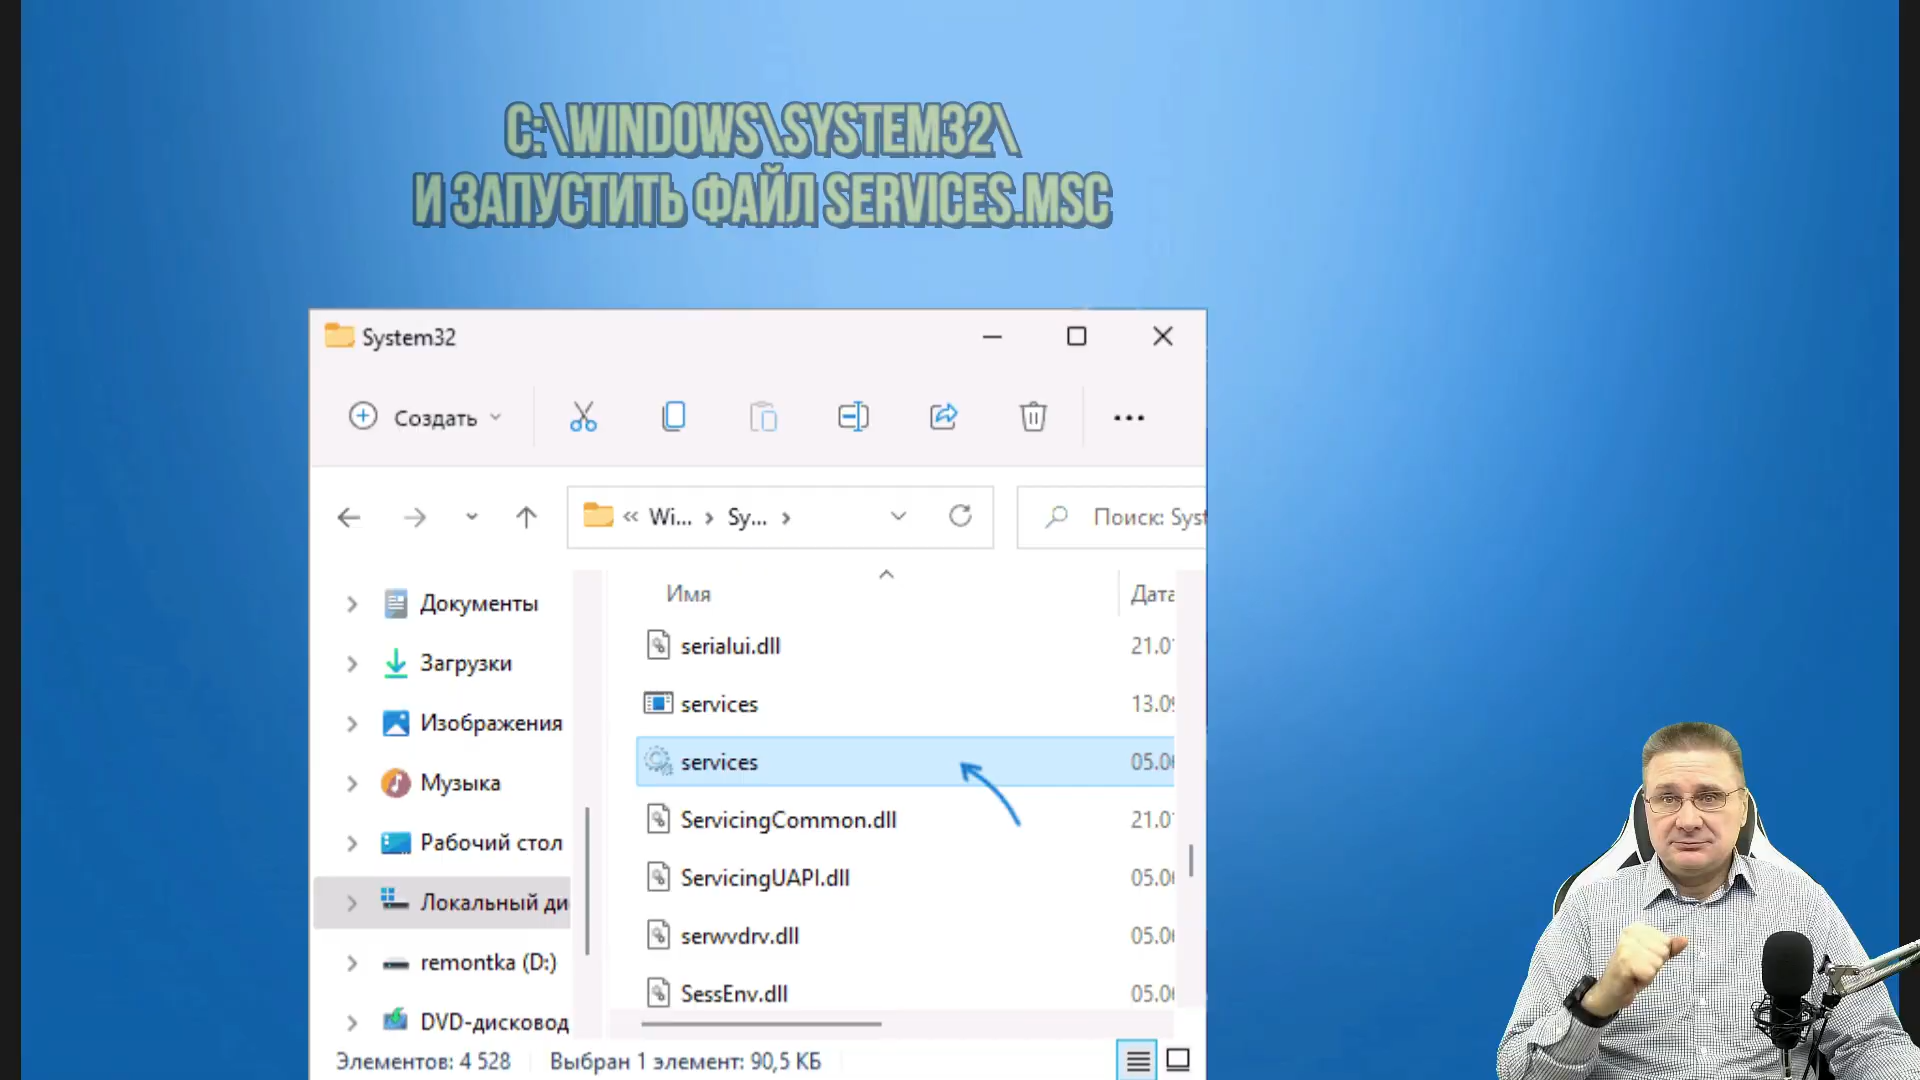 C:\WINDOWS\SYSTEM32\
И ЗАПУСТИТЬ ФАЙЛ SERVICES.MSC
System32
Создать
Wi... Sy...
Поиск: Syst
Имя
Дата
Документы
Загрузки
Изображения
Музыка
Рабочий стол
Локальный ди
remontka (D:)
DVD-дисковод
serialui.dll 21.0
services 13.09
services 05.0
ServicingCommon.dll 21.0
ServicingUAPI.dll 05.0
serwvdrv.dll 05.0
SessEnv.dll 05.0
Элементов: 4 528 Выбран 1 элемент: 90,5 КБ